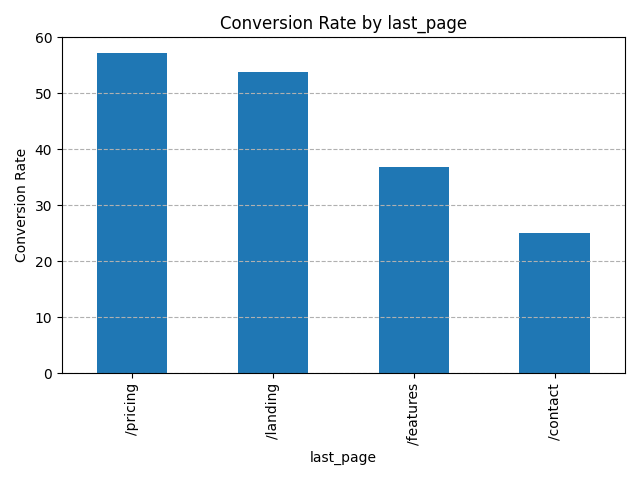 Conversion Rate by last_page
Conversion Rate
60
50
40
30
20
10
0
/pricing
/landing
/features
/contact
last_page